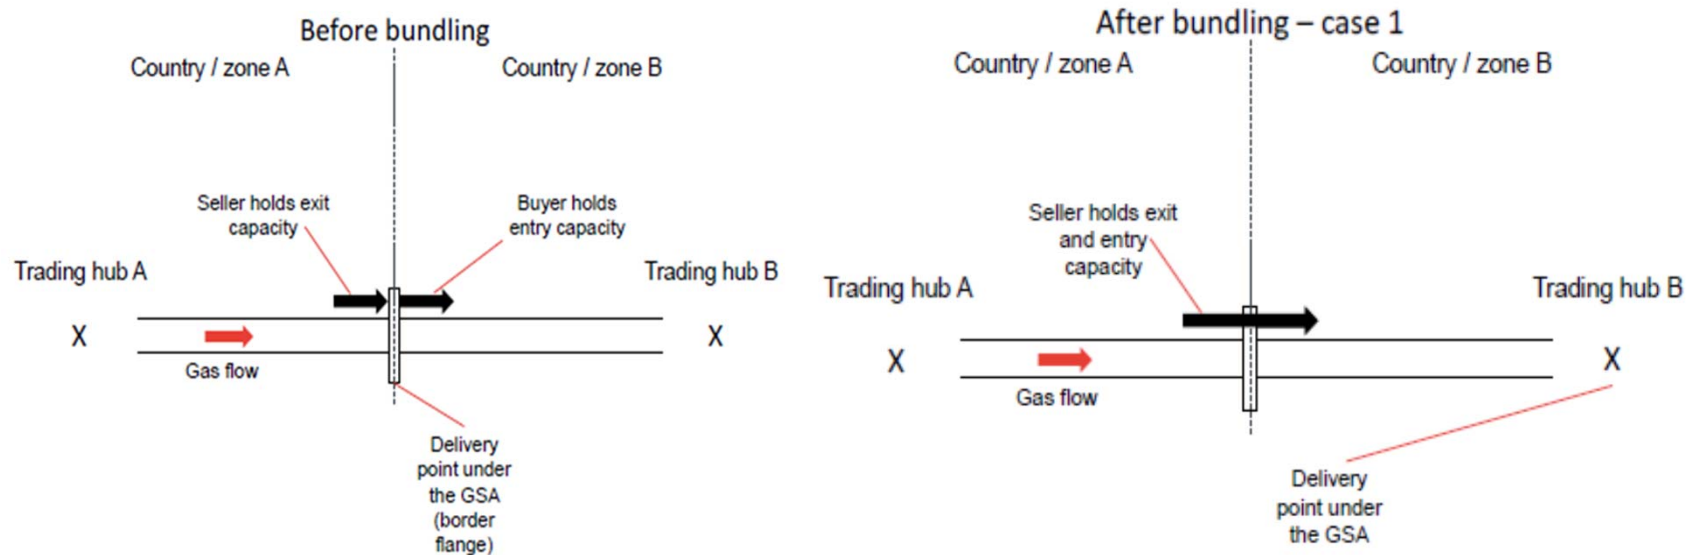 Before bundling
Country / zone A
Country / zone B
Seller holds exit
capacity
Buyer holds
entry capacity
Trading hub A
Trading hub B
X
X
Gas flow
Delivery
point under
the GSA
(border
flange)
After bundling – case 1
Country / zone A
Country / zone B
Seller holds exit
and entry
capacity
Trading hub A
Trading hub B
X
X
Gas flow
Delivery
point under
the GSA